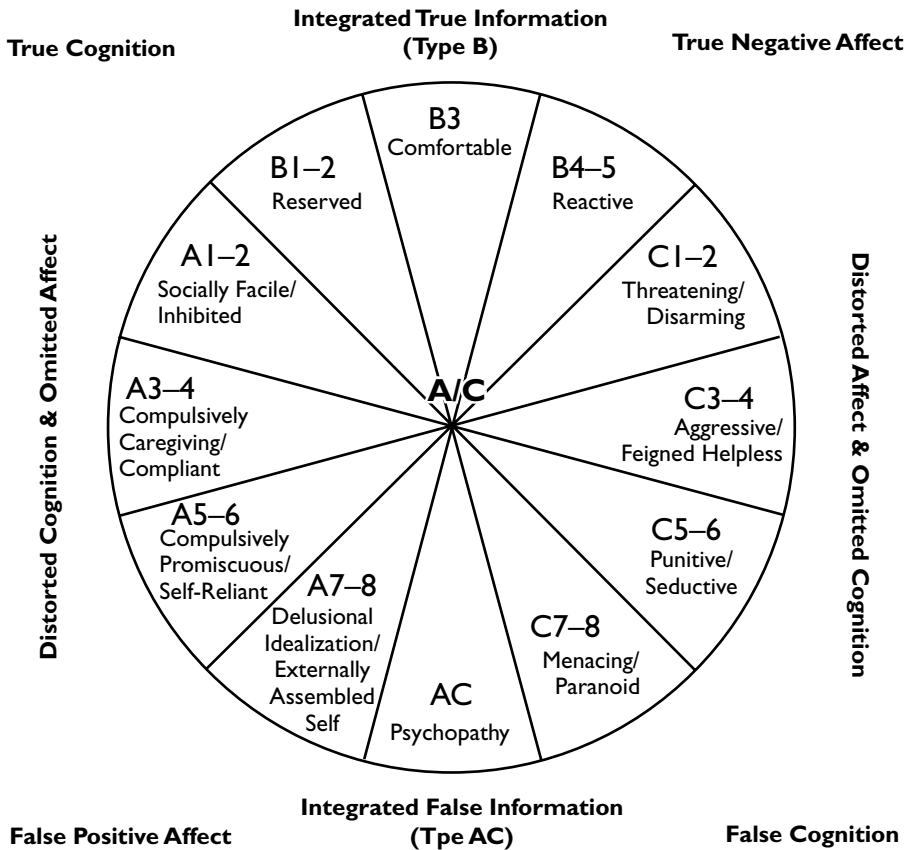 Integrated True Information
(Type B)
True Cognition
True Negative Affect
B3
Comfortable
B1–2
Reserved
B4–5
Reactive
A1–2
Socially Facile/
Inhibited
C1–2
Threatening/
Disarming
Distorted Cognition & Omitted Affect
Distorted Affect & Omitted Cognition
A/C
A3–4
Compulsively
Caregiving/
Compliant
C3–4
Aggressive/
Feigned Helpless
A5–6
Compulsively
Promiscuous/
Self-Reliant
C5–6
Punitive/
Seductive
A7–8
Delusional
Idealization/
Externally
Assembled
Self
C7–8
Menacing/
Paranoid
AC
Psychopathy
Integrated False Information
(Tpe AC)
False Positive Affect
False Cognition